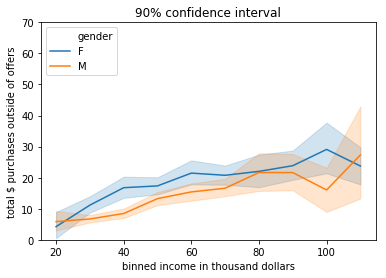 90% confidence interval
gender
F
M
total $ purchases outside of offers
70
60
50
40
30
20
10
0
20 40 60 80 100
binned income in thousand dollars